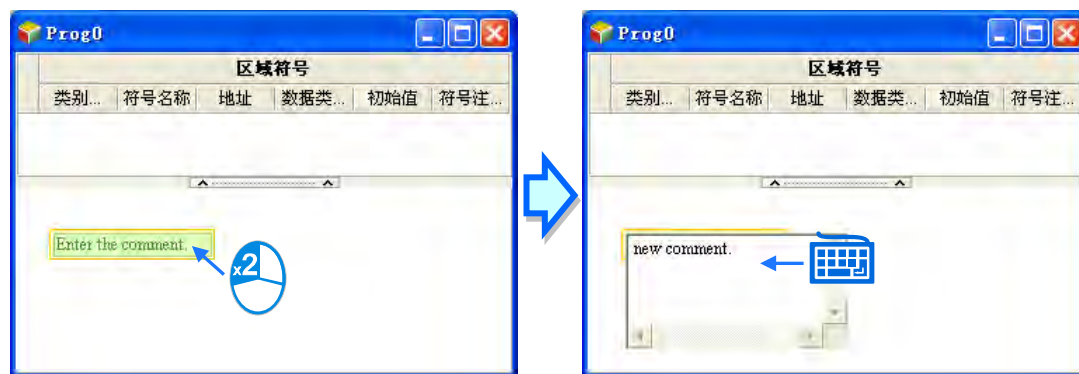 Prog0
区域符号
类别... 符号名称 地址 数据类... 初始值 符号注...
Enter the comment.
x2
Prog0
区域符号
类别... 符号名称 地址 数据类... 初始值 符号注...
new comment.